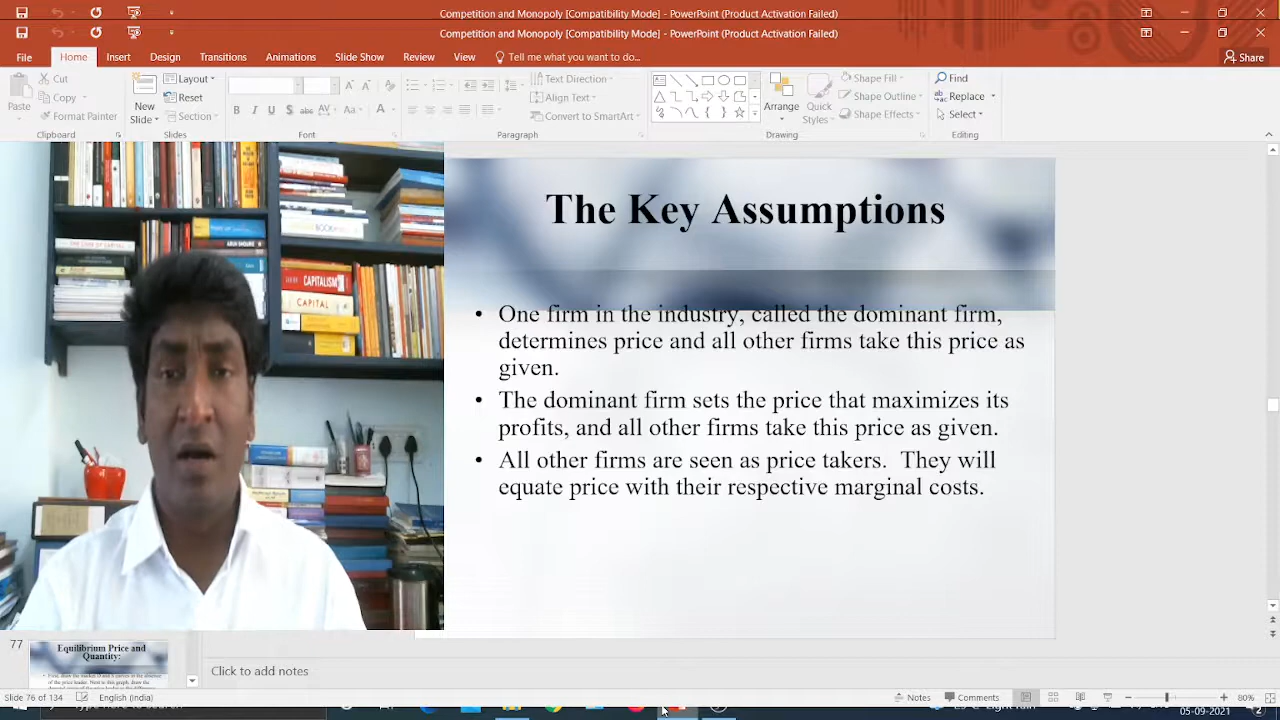 Competition and Monopoly [Compatibility Mode] - PowerPoint (Product Activation Failed)
Competition and Monopoly [Compatibility Mode] - PowerPoint (Product Activation Failed)
File Home Insert Design Transitions Animations Slide Show Review View Tell me what you want to do... Share
Cut
Copy
Format Painter
Paste
Clipboard
New Slide
Layout
Reset
Section
Slides
Font
Text Direction
Align Text
Convert to SmartArt
Paragraph
Arrange
Quick Styles
Shape Fill
Shape Outline
Shape Effects
Drawing
Find
Replace
Select
Editing
CAPITALISM
CAPITAL
The Key Assumptions
• One firm in the industry, called the dominant firm,
determines price and all other firms take this price as
given.
• The dominant firm sets the price that maximizes its
profits, and all other firms take this price as given.
• All other firms are seen as price takers. They will
equate price with their respective marginal costs.
77
Equilibrium Price and
Quantity:
Click to add notes
Slide 76 of 134 English (India) Notes Comments 80%
05-09-2021